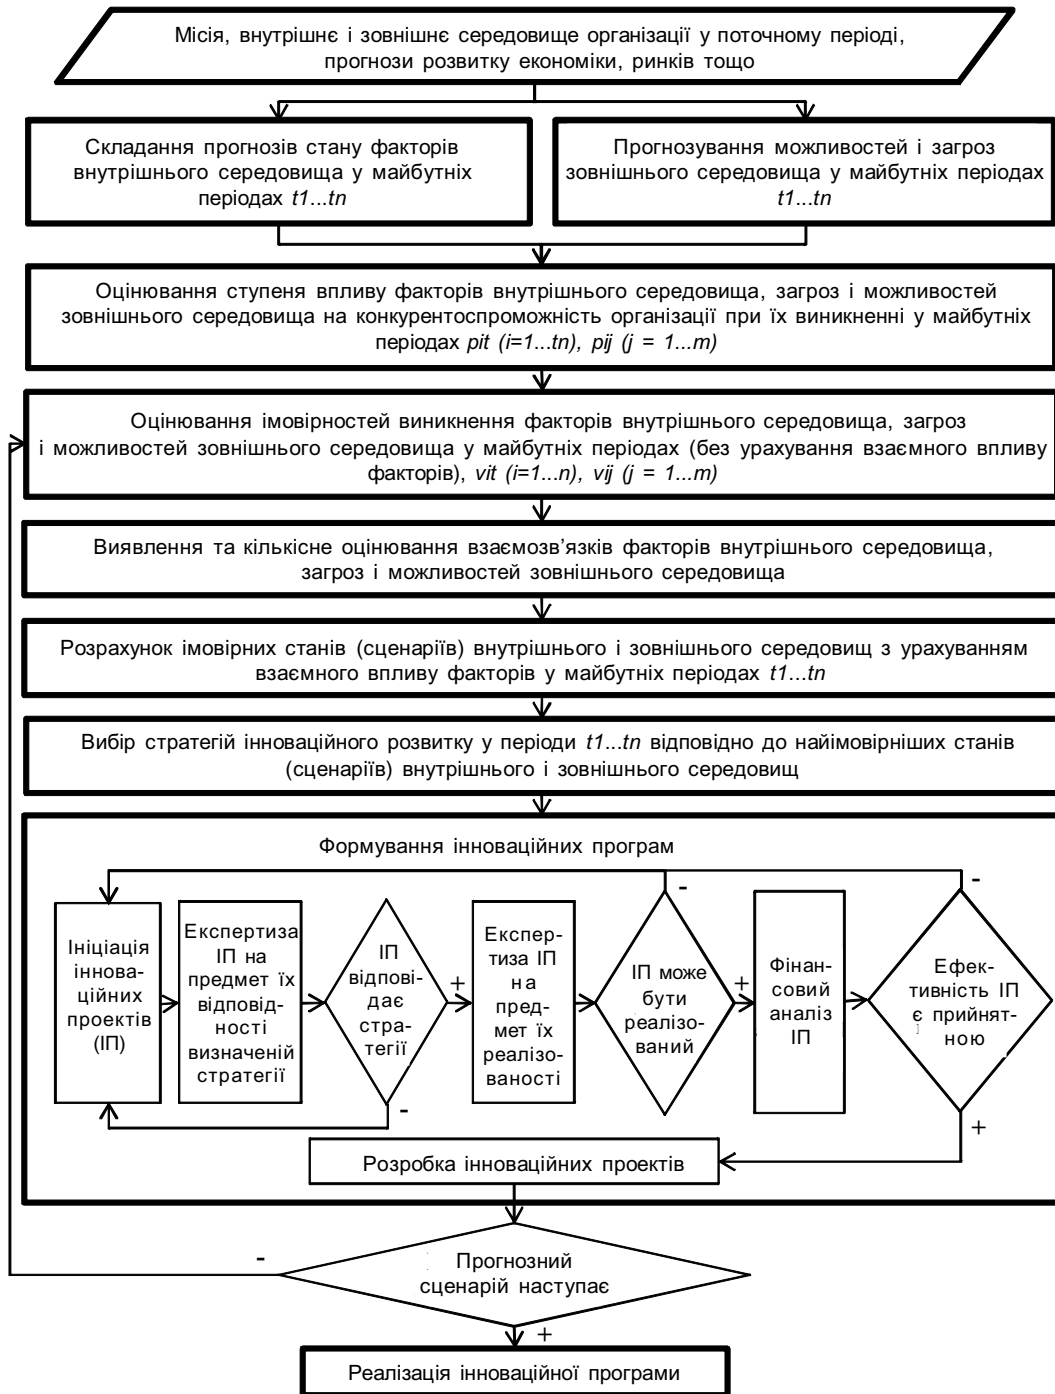 Місія, внутрішнє і зовнішнє середовище організації у поточному періоді,
прогнози розвитку економіки, ринків тощо
Складання прогнозів стану факторів
внутрішнього середовища у майбутніх
періодах t1...tn
Прогнозування можливостей і загроз
зовнішнього середовища у майбутніх періодах
t1...tn
Оцінювання ступеня впливу факторів внутрішнього середовища, загроз і можливостей
зовнішнього середовища на конкурентоспроможність організації при їх виникненні у майбутніх
періодах pit (i=1...tn), pij (j = 1...m)
Оцінювання імовірностей виникнення факторів внутрішнього середовища, загроз
і можливостей зовнішнього середовища у майбутніх періодах (без урахування взаємного впливу
факторів), vit (i=1...n), vij (j = 1...m)
Виявлення та кількісне оцінювання взаємозв'язків факторів внутрішнього середовища,
загроз і можливостей зовнішнього середовища
Розрахунок імовірних станів (сценаріїв) внутрішнього і зовнішнього середовищ з урахуванням
взаємного впливу факторів у майбутніх періодах t1...tn
Вибір стратегій інноваційного розвитку у періоди t1...tn відповідно до найімовірніших станів
(сценаріїв) внутрішнього і зовнішнього середовищ
Формування інноваційних програм
Ініціація
іннова-
ційних
проектів
(ІП)
Експертиза
ІП на
предмет їх
відповід-
ності
визначеній
стратегії
ІП
відпові-
дає
стра-
тегії
+
-
Експер-
тиза ІП
на
пред-
мет їх
реалізо-
ваності
ІП може
бути
реалізо-
ваний
-
+
Фінан-
совий
аналіз
ІП
Ефек-
тивність ІП
є прийнят-
ною
-
+
Розробка інноваційних проектів
Прогнозний
сценарій наступає
-
+
Реалізація інноваційної програми